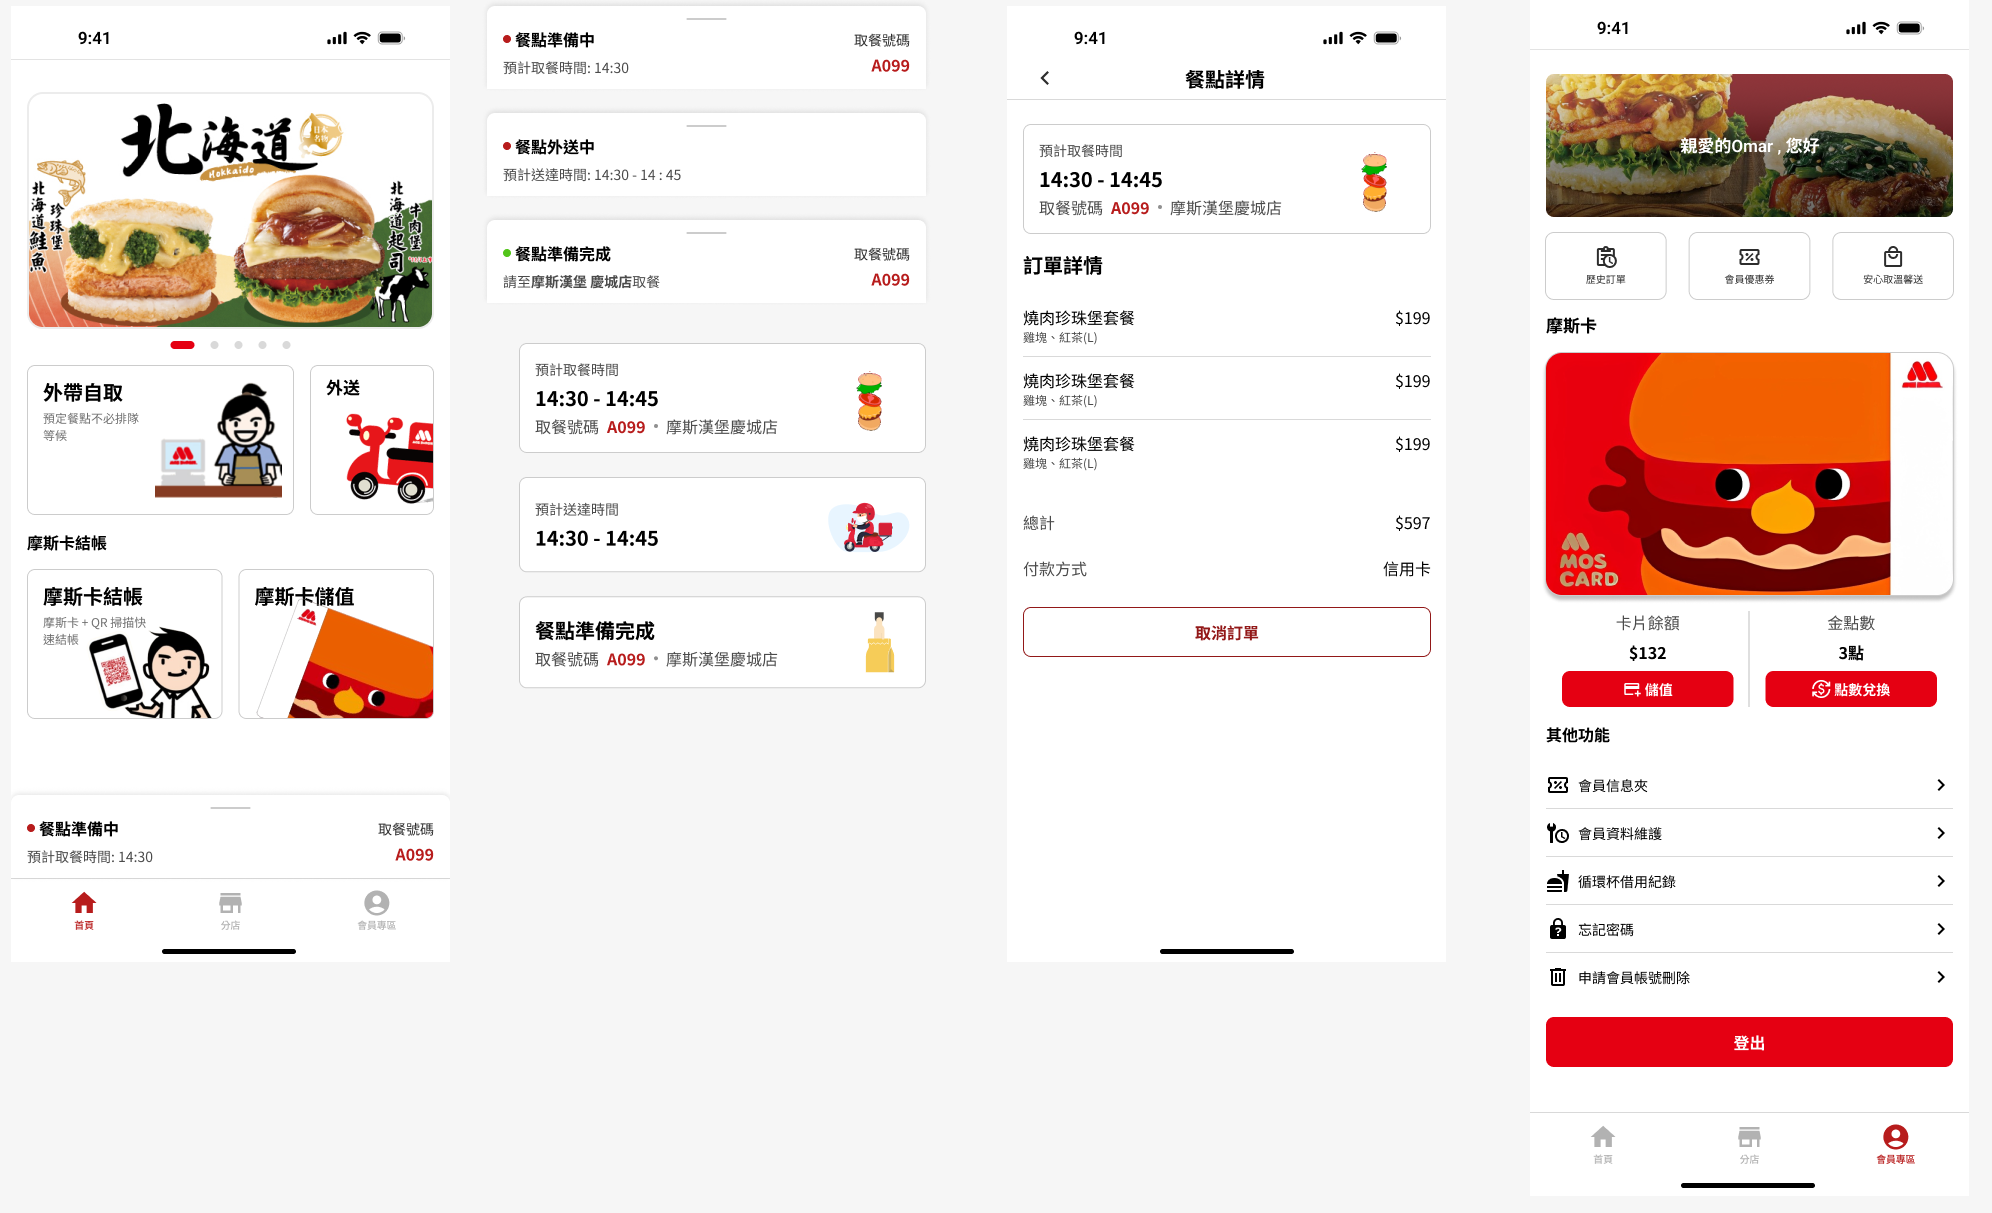 9:41
北海道
Hokkaido
日本
名物
北海道鮭魚
珍珠堡
北海道起司
牛肉堡
外帶自取
預定餐點不必排隊
等候
外送
摩斯卡結帳
摩斯卡結帳
摩斯卡 + QR 掃描快
速結帳
摩斯卡儲值
餐點準備中
取餐號碼
預計取餐時間: 14:30
A099
首頁
分店
會員專區
餐點準備中
取餐號碼
預計取餐時間: 14:30
A099
餐點外送中
預計送達時間: 14:30 - 14 : 45
餐點準備完成
取餐號碼
請至摩斯漢堡 慶城店取餐
A099
預計取餐時間
14:30 - 14:45
取餐號碼 A099 • 摩斯漢堡慶城店
預計送達時間
14:30 - 14:45
餐點準備完成
取餐號碼 A099 • 摩斯漢堡慶城店
9:41
餐點詳情
預計取餐時間
14:30 - 14:45
取餐號碼 A099 • 摩斯漢堡慶城店
訂單詳情
燒肉珍珠堡套餐 $199
雞塊、紅茶(L)
燒肉珍珠堡套餐 $199
雞塊、紅茶(L)
燒肉珍珠堡套餐 $199
雞塊、紅茶(L)
總計 $597
付款方式 信用卡
取消訂單
9:41
親愛的Omar , 您好
歷史訂單
會員優惠券
安心取溫馨送
摩斯卡
MOS
CARD
卡片餘額
$132
儲值
金點數
3點
點數兌換
其他功能
會員信息夾
會員資料維護
循環杯借用紀錄
忘記密碼
申請會員帳號刪除
登出
首頁
分店
會員專區